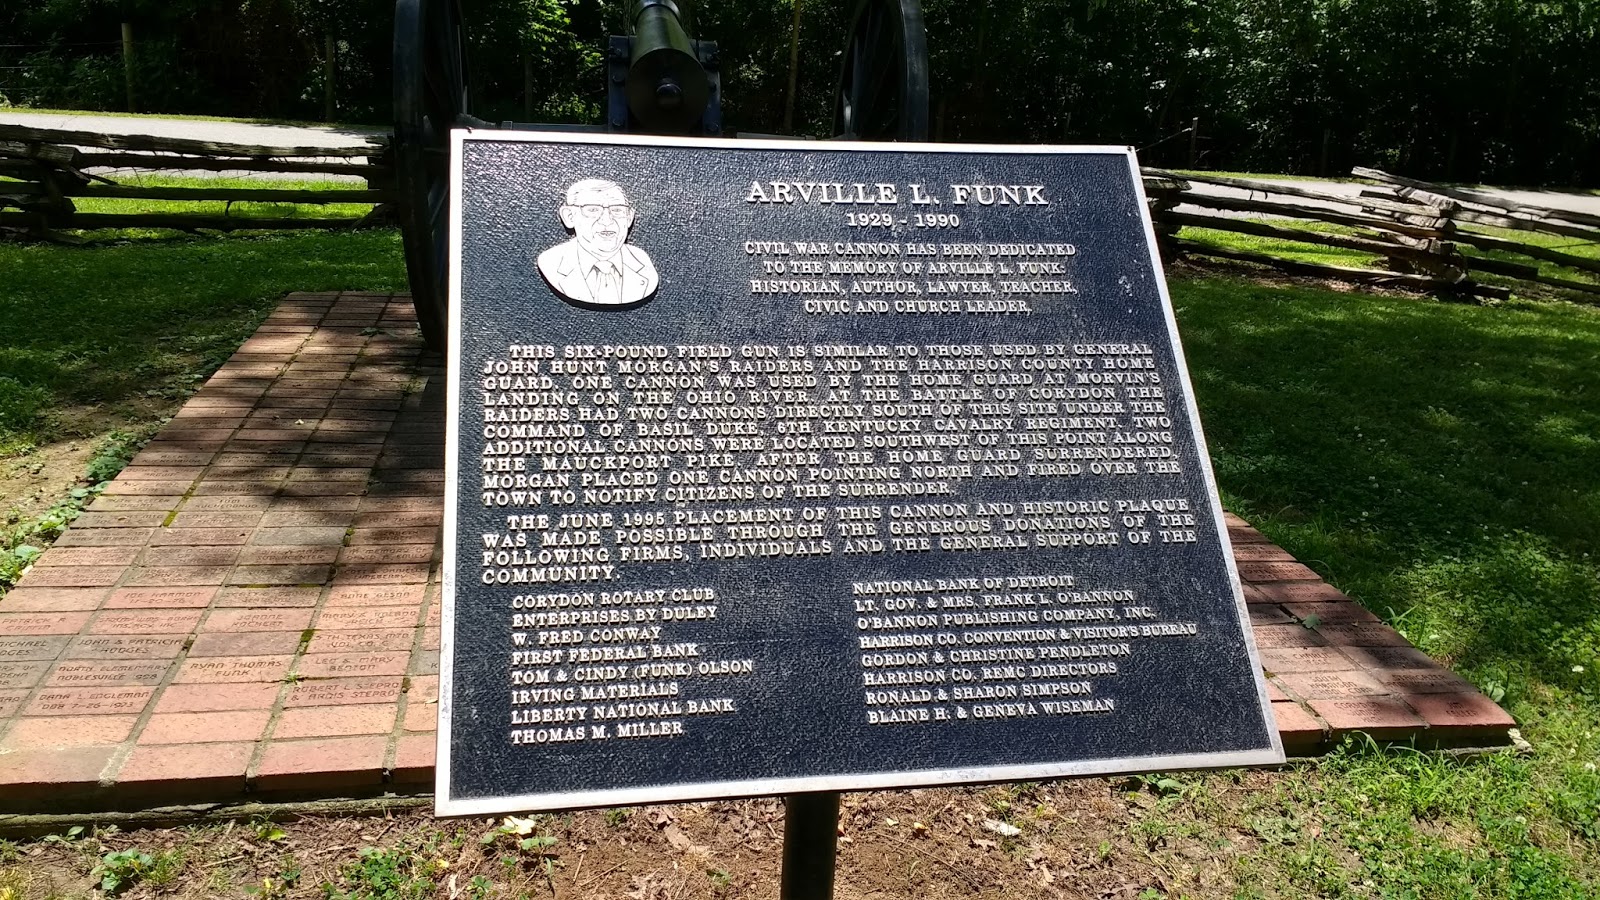 ARVILLE L. FUNK
1929 - 1990
CIVIL WAR CANNON HAS BEEN DEDICATED
TO THE MEMORY OF ARVILLE L. FUNK:
HISTORIAN, AUTHOR, LAWYER, TEACHER,
CIVIC AND CHURCH LEADER.
THIS SIX-POUND FIELD GUN IS SIMILAR TO THOSE USED BY GENERAL
JOHN HUNT MORGAN'S RAIDERS AND THE HARRISON COUNTY HOME
GUARD. ONE CANNON WAS USED BY THE HOME GUARD AT MORVIN'S
LANDING ON THE OHIO RIVER. AT THE BATTLE OF CORYDON THE
RAIDERS HAD TWO CANNONS DIRECTLY SOUTH OF THIS SITE UNDER THE
COMMAND OF BASIL DUKE, 6TH KENTUCKY CAVALRY REGIMENT. TWO
ADDITIONAL CANNONS WERE LOCATED SOUTHWEST OF THIS POINT ALONG
THE MAUCKPORT PIKE. AFTER THE HOME GUARD SURRENDERED,
MORGAN PLACED ONE CANNON POINTING NORTH AND FIRED OVER THE
TOWN TO NOTIFY CITIZENS OF THE SURRENDER.
THE JUNE 1995 PLACEMENT OF THIS CANNON AND HISTORIC PLAQUE
WAS MADE POSSIBLE THROUGH THE GENEROUS DONATIONS OF THE
FOLLOWING FIRMS, INDIVIDUALS AND THE GENERAL SUPPORT OF THE
COMMUNITY.
CORYDON ROTARY CLUB
ENTERPRISES BY DULEY
W. FRED CONWAY
FIRST FEDERAL BANK
TOM & CINDY (FUNK) OLSON
IRVING MATERIALS
LIBERTY NATIONAL BANK
THOMAS M. MILLER
NATIONAL BANK OF DETROIT
LT. GOV. & MRS. FRANK L. O'BANNON
O'BANNON PUBLISHING COMPANY, INC.
HARRISON CO. CONVENTION & VISITOR'S BUREAU
GORDON & CHRISTINE PENDLETON
HARRISON CO. REMC DIRECTORS
RONALD & SHARON SIMPSON
BLAINE H. & GENEVA WISEMAN
JOHN & PATRICIA
HODGES
NORTH ELEMENTARY
NOBLESVILLE
RYAN THOMAS
FUNK
LEO & MARY
BENTON
DANA L. ENGLEMAN
DOB 7-26-1973